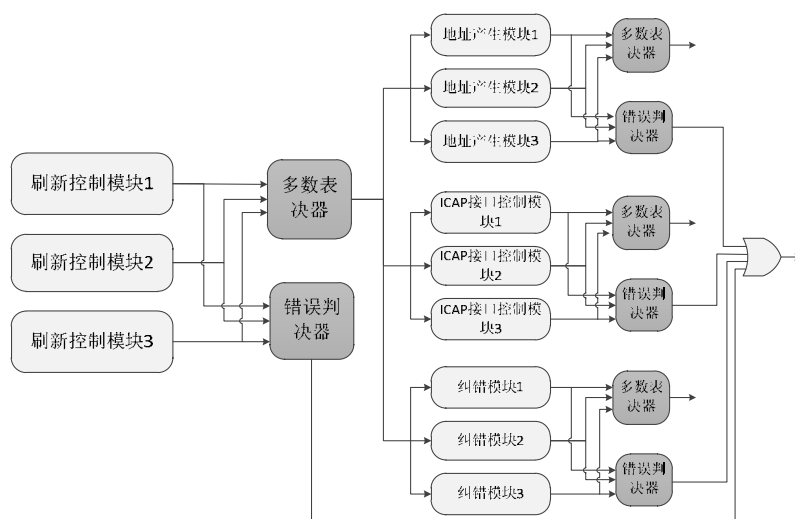 刷新控制模块1
刷新控制模块2
刷新控制模块3
多数表
决器
错误判
决器
地址产生模块1
地址产生模块2
地址产生模块3
多数表
决器
错误判
决器
ICAP接口控制模
块1
ICAP接口控制模
块2
ICAP接口控制模
块3
多数表
决器
错误判
决器
纠错模块1
纠错模块2
纠错模块3
多数表
决器
错误判
决器